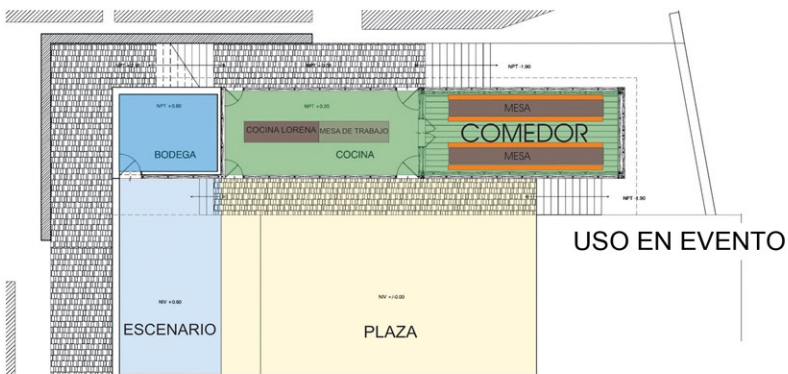 NPT -1.90
NPT +0.60
NPT +0.20
MESA
COCINA LORENA
MESA DE TRABAJO
COMEDOR
BODEGA
COCINA
MESA
NPT -1.90
USO EN EVENTO
NIV +0.60
NIV +/-0.00
ESCENARIO
PLAZA